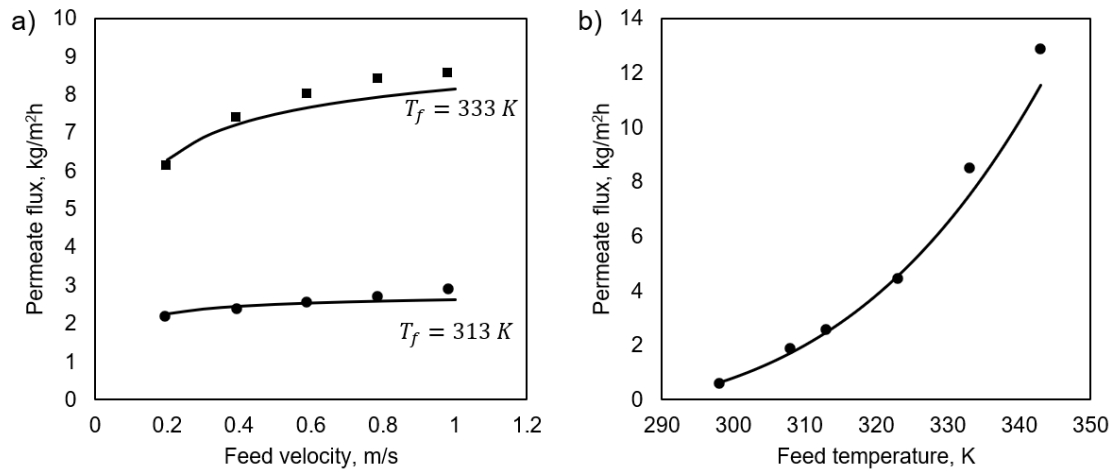 a)
Permeate flux, kg/m²h
10
9
8
7
6
5
4
3
2
1
0
T_f = 333 K
T_f = 313 K
0 0.2 0.4 0.6 0.8 1 1.2
Feed velocity, m/s
b)
Permeate flux, kg/m²h
14
12
10
8
6
4
2
0
290 300 310 320 330 340 350
Feed temperature, K